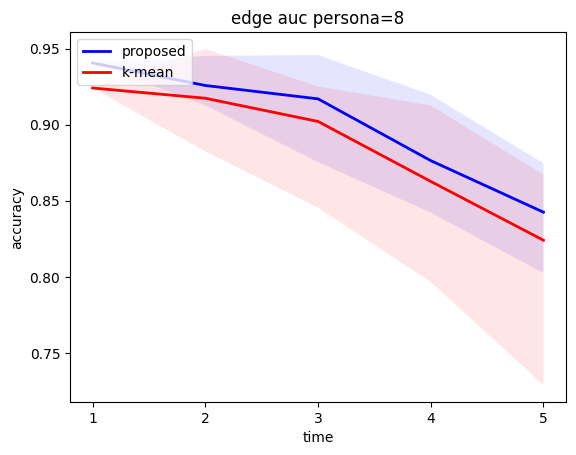 edge auc persona=8
proposed
k-mean
0.95
0.90
0.85
0.80
0.75
accuracy
1 2 3 4 5
time